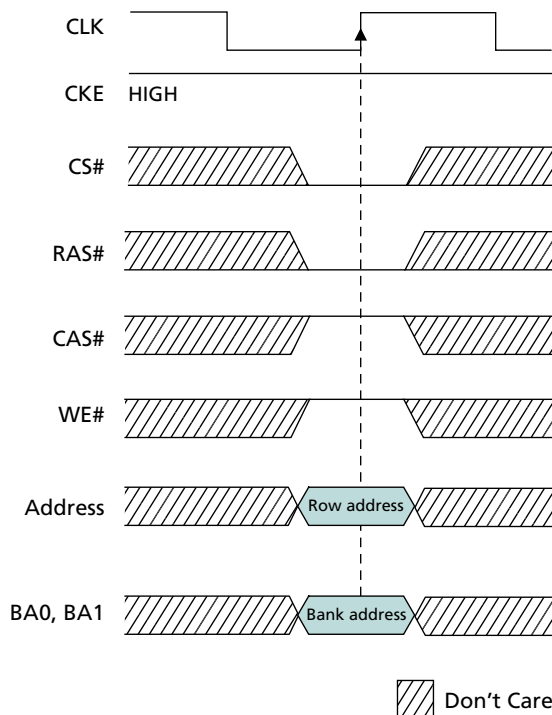 CLK
CKE HIGH
CS#
RAS#
CAS#
WE#
Address Row address
BA0, BA1 Bank address
Don't Care